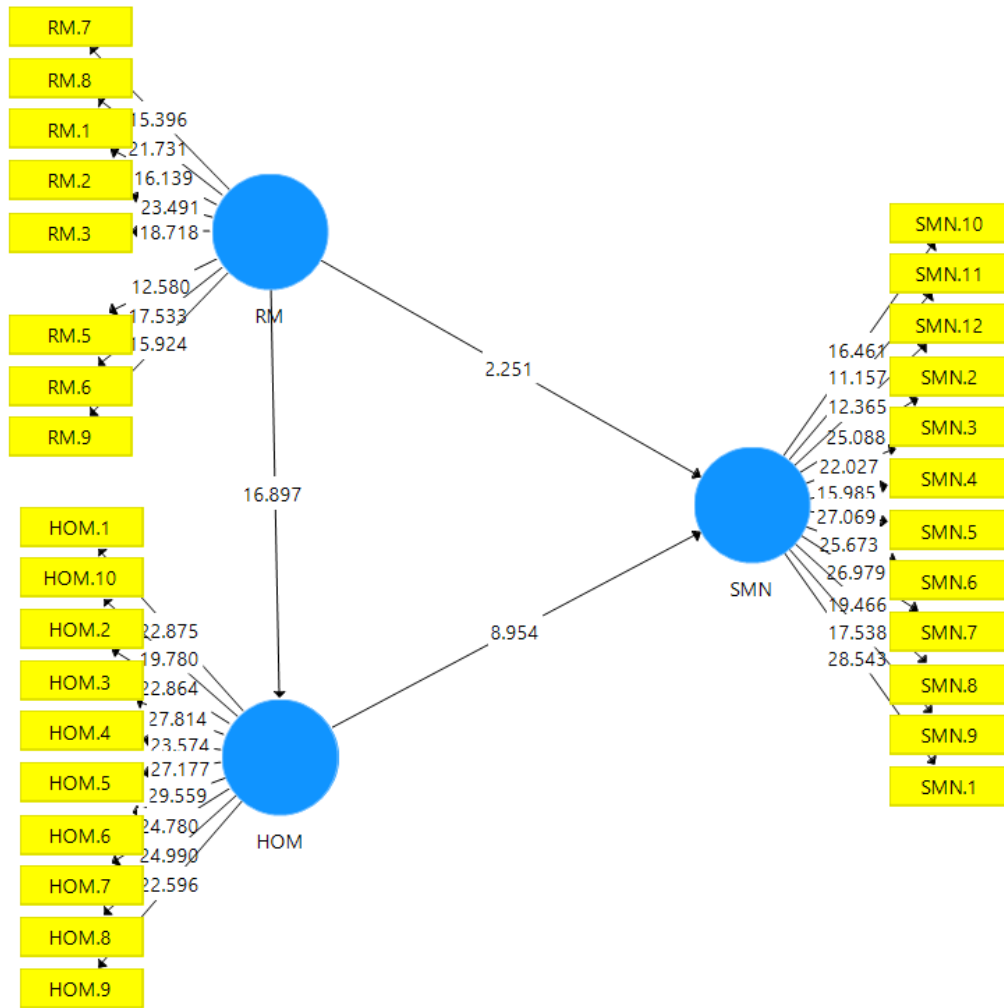 RM.7
RM.8
RM.1
RM.2
RM.3
RM.5
RM.6
RM.9
15.396
21.731
16.139
23.491
18.718
12.580
17.533
15.924
RM
2.251
16.897
8.954
HOM.1
HOM.10
HOM.2
HOM.3
HOM.4
HOM.5
HOM.6
HOM.7
HOM.8
HOM.9
22.875
19.780
22.864
27.814
23.574
27.177
29.559
24.780
24.990
22.596
HOM
SMN
16.461
11.157
12.365
25.088
22.027
15.985
27.069
25.673
26.979
19.466
17.538
28.543
SMN.10
SMN.11
SMN.12
SMN.2
SMN.3
SMN.4
SMN.5
SMN.6
SMN.7
SMN.8
SMN.9
SMN.1